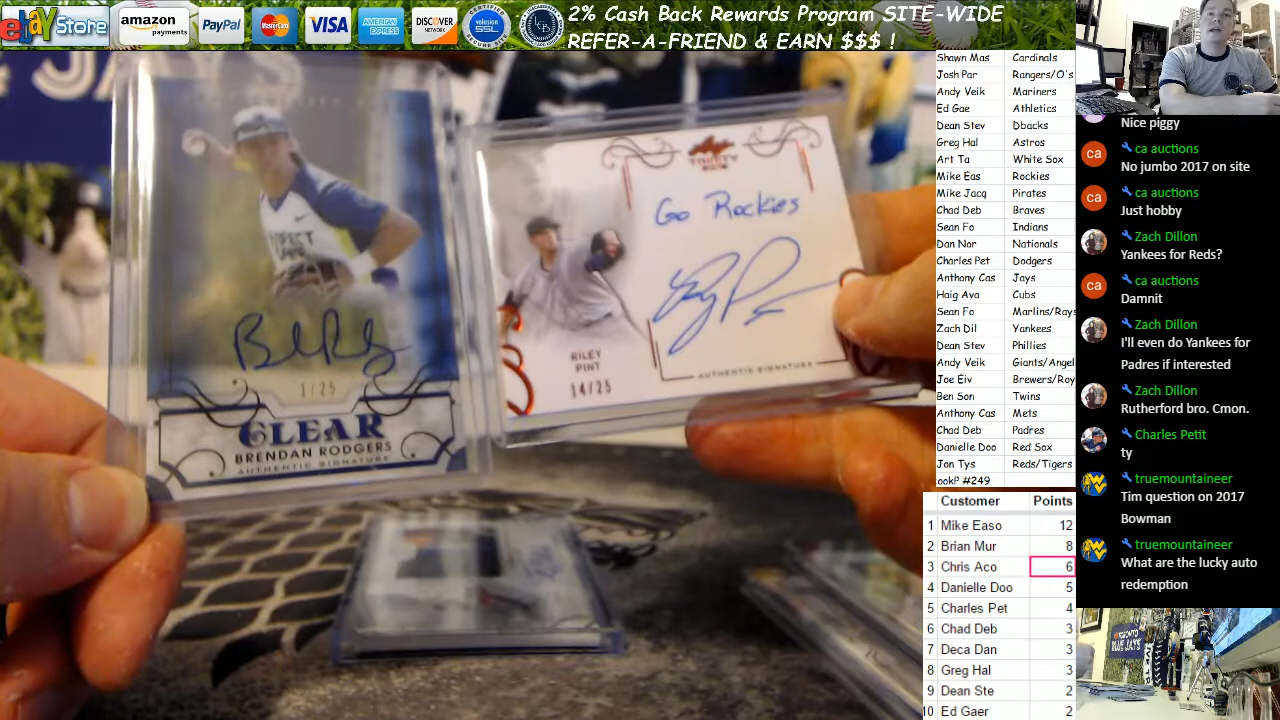 ebay Store
amazon
payments
PayPal
MasterCard
VISA
AMERICAN
EXPRESS
DISCOVER
NETWORK
volusion
SSL
2% Cash Back Rewards Program SITE-WIDE
REFER-A-FRIEND & EARN $$$ !
Go Rockies
RILEY
PINT
14/25
AUTHENTIC SIGNATURE
1/25
CLEAR
BRENDAN RODGERS
AUTHENTIC SIGNATURE
Shawn Mas Cardinals
Josh Par Rangers/O's
Andy Veik Mariners
Ed Gae Athletics
Dean Stev Dbacks
Greg Hal Astros
Art Ta White Sox
Mike Eas Rockies
Mike Jacq Pirates
Chad Deb Braves
Sean Fo Indians
Dan Nor Nationals
Charles Pet Dodgers
Anthony Cas Jays
Haig Ava Cubs
Sean Fo Marlins/Rays
Zach Dil Yankees
Dean Stev Phillies
Andy Veik Giants/Angel
Joe Eiv Brewers/Roy
Ben Son Twins
Anthony Cas Mets
Chad Deb Padres
Danielle Doo Red Sox
Jon Tys Reds/Tigers
ookP #249
Customer Points
1 Mike Easo 12
2 Brian Mur 8
3 Chris Aco 6
4 Danielle Doo 5
5 Charles Pet 4
6 Chad Deb 3
7 Deca Dan 3
8 Greg Hal 3
9 Dean Ste 2
10 Ed Gaer 2
Nice piggy
ca
ca auctions
No jumbo 2017 on site
ca
ca auctions
Just hobby
Zach Dillon
Yankees for Reds?
ca
ca auctions
Damnit
Zach Dillon
I'll even do Yankees for
Padres if interested
Zach Dillon
Rutherford bro. Cmon.
Charles Petit
ty
truemountaineer
Tim question on 2017
Bowman
truemountaineer
What are the lucky auto
redemption
TORONTO
BLUE JAYS